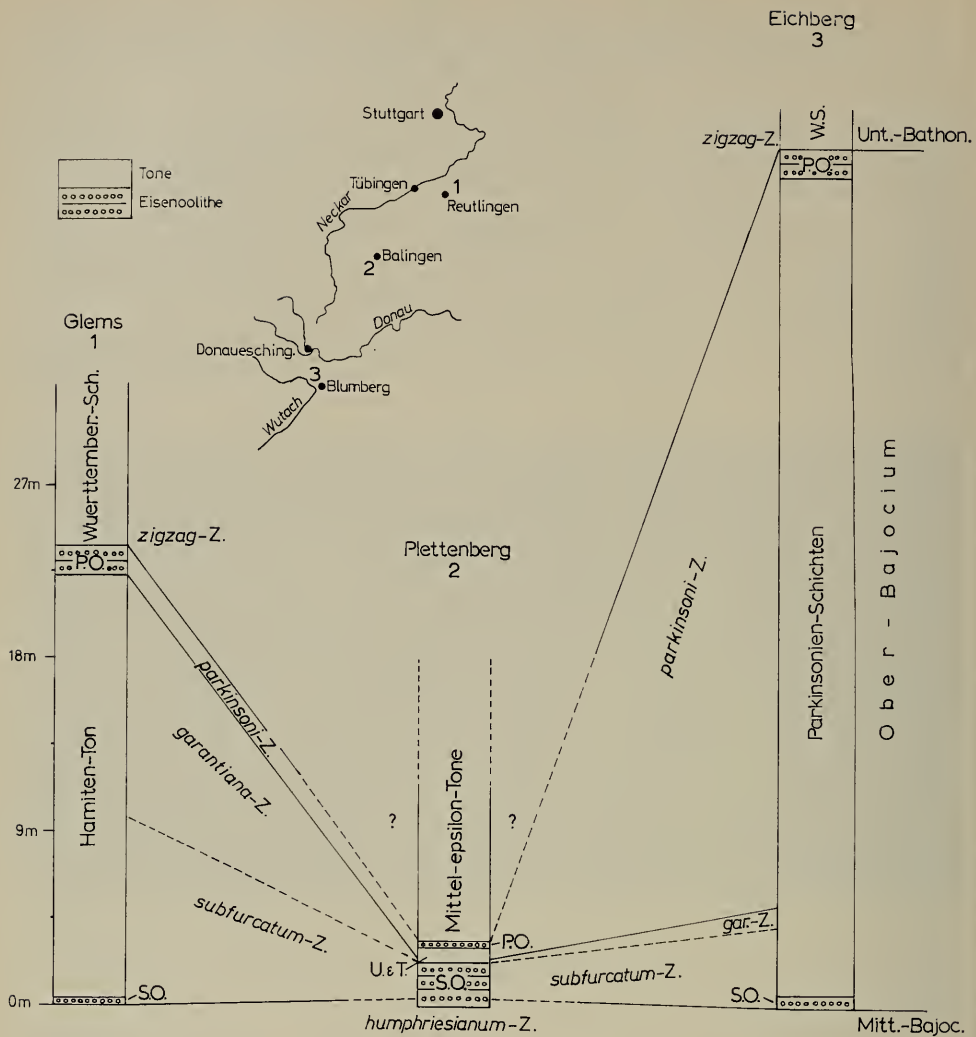 Eichberg
3
Stuttgart
W.S.
zigzag-Z.
Unt.-Bathon.
P.O.
Tone
Eisenoolithe
Tübingen
1
Reutlingen
Neckar
Balingen
2
Glems
1
Donau
Donauesching.
3
Blumberg
Wutach
Wuerttember.-Sch.
27m
zigzag-Z.
P.O.
Plettenberg
2
parkinsoni-Z.
Parkinsonien-Schichten
Ober-Bajocium
18m
parkinsoni-Z.
garantiana-Z.
Hamiten-Ton
9m
?
Mittel-epsilon-Tone
?
subfurcatum-Z.
P.O.
gar.-Z.
U.ε T.
S.O.
subfurcatum-Z.
S.O.
0m
S.O.
humphriesianum-Z.
Mitt.-Bajoc.